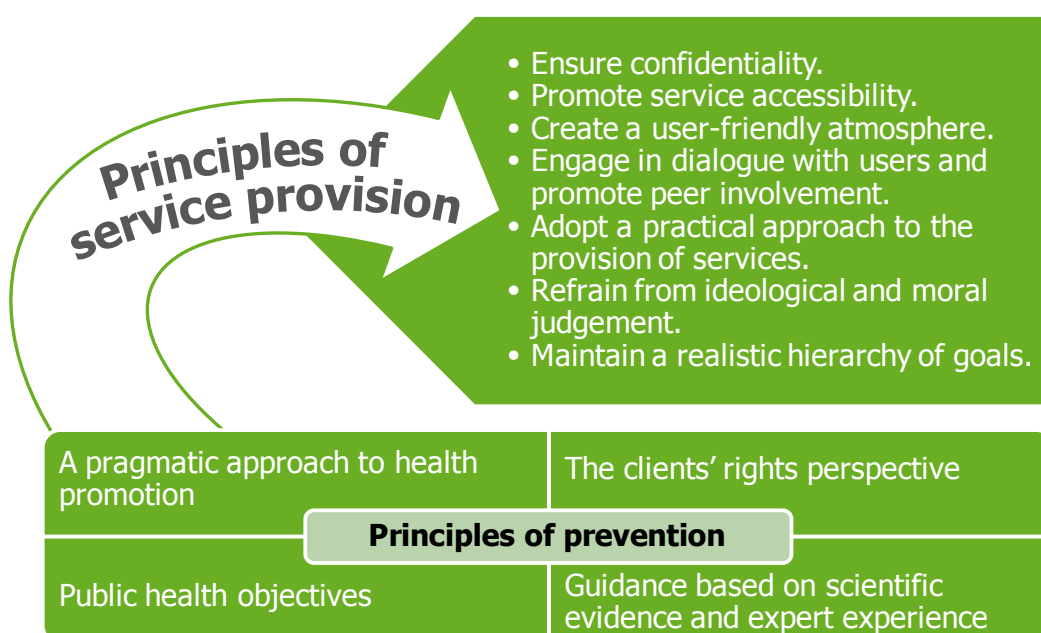 Principles of
service provision
• Ensure confidentiality.
• Promote service accessibility.
• Create a user-friendly atmosphere.
• Engage in dialogue with users and
promote peer involvement.
• Adopt a practical approach to the
provision of services.
• Refrain from ideological and moral
judgement.
• Maintain a realistic hierarchy of goals.
A pragmatic approach to health
promotion
The clients’ rights perspective
Principles of prevention
Public health objectives
Guidance based on scientific
evidence and expert experience